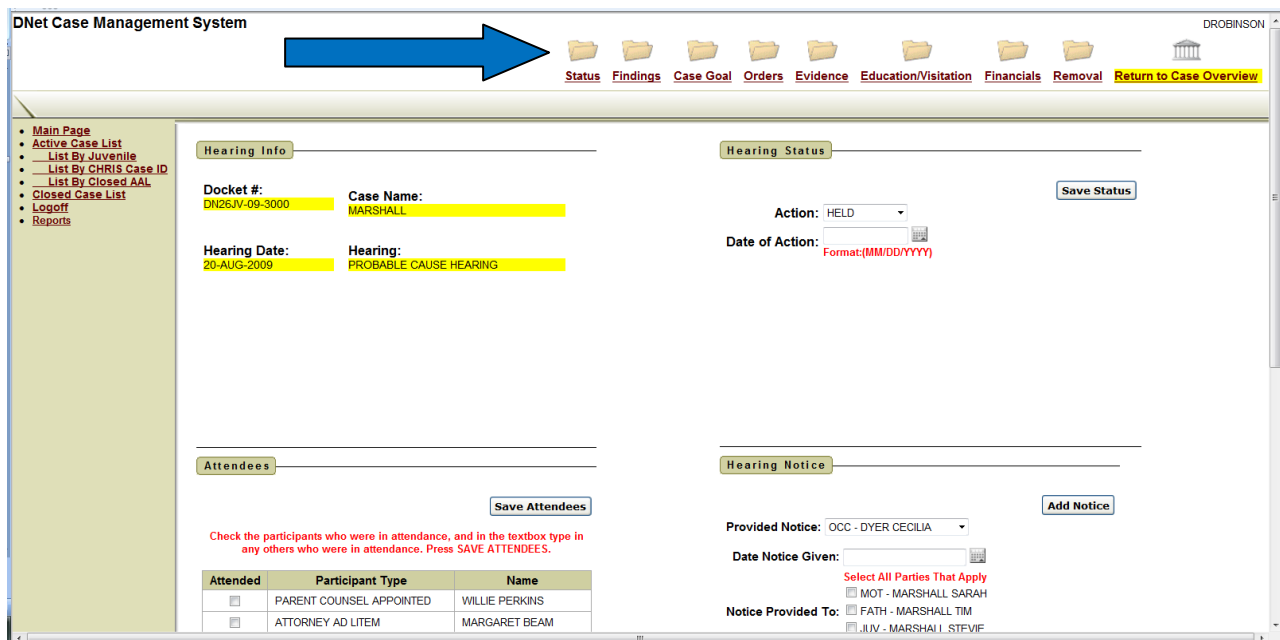 DNet Case Management System
DROBINSON
Status Findings Case Goal Orders Evidence Education/Visitation Financials Removal Return to Case Overview
Main Page
Active Case List
List By Juvenile
List By CHRIS Case ID
List By Closed AAL
Closed Case List
Logoff
Reports
Hearing Info
Docket #:
DN26JV-09-3000
Case Name:
MARSHALL
Hearing Date:
20-AUG-2009
Hearing:
PROBABLE CAUSE HEARING
Hearing Status
Save Status
Action: HELD
Date of Action:
Format:(MM/DD/YYYY)
Attendees
Save Attendees
Check the participants who were in attendance, and in the textbox type in
any others who were in attendance. Press SAVE ATTENDEES.
Attended Participant Type Name
PARENT COUNSEL APPOINTED WILLIE PERKINS
ATTORNEY AD LITEM MARGARET BEAM
Hearing Notice
Add Notice
Provided Notice: OCC - DYER CECILIA
Date Notice Given:
Select All Parties That Apply
MOT - MARSHALL SARAH
Notice Provided To: FATH - MARSHALL TIM
JUV - MARSHALL STEVIE